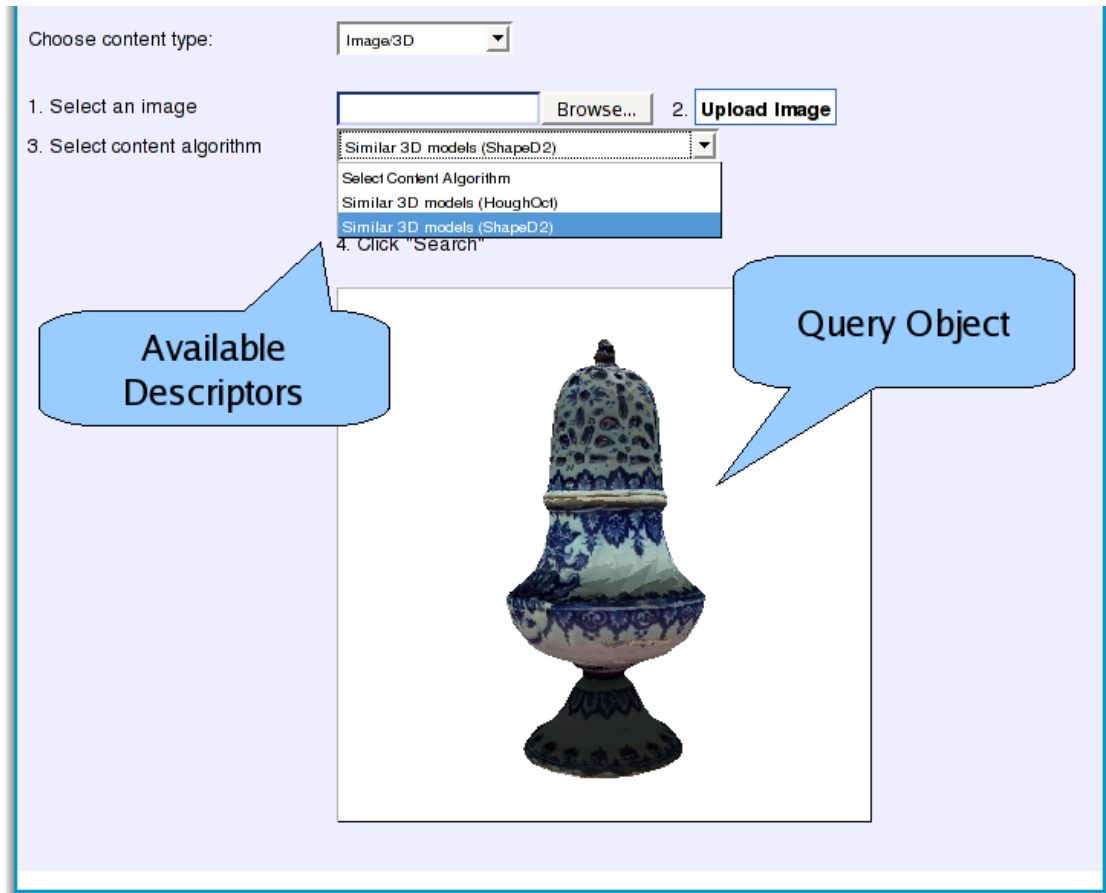 Choose content type:
Image/3D
1. Select an image
Browse...
2. Upload Image
3. Select content algorithm
Similar 3D models (ShapeD2)
Select Content Algorithm
Similar 3D models (HoughOct)
Similar 3D models (ShapeD2)
4. Click "Search"
Available
Descriptors
Query Object